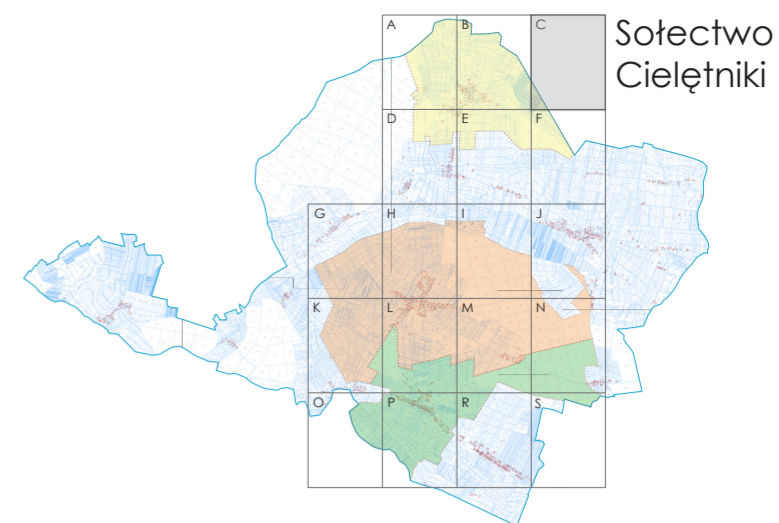 A B C
Sołectwo
Cielętniki
D E F
G H I J
K L M N
O P R S